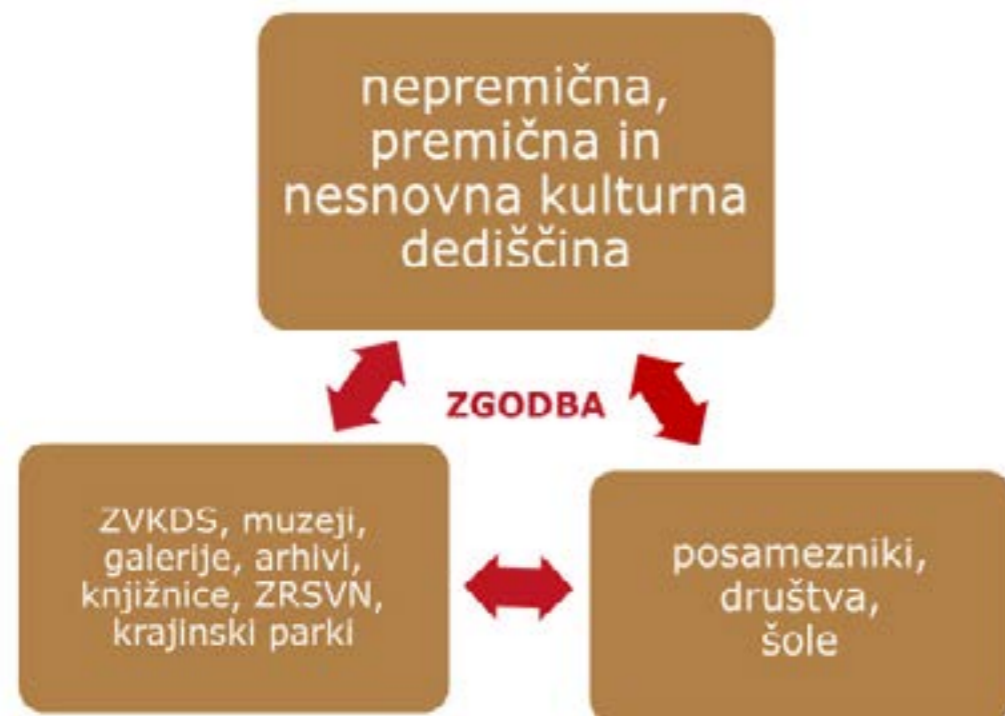 nepremična,
premična in
nesnovna kulturna
dediščina
ZGODBA
ZVKDS, muzeji,
galerije, arhivi,
knjižnice, ZRSVN,
krajinski parki
posamezniki,
društva,
šole